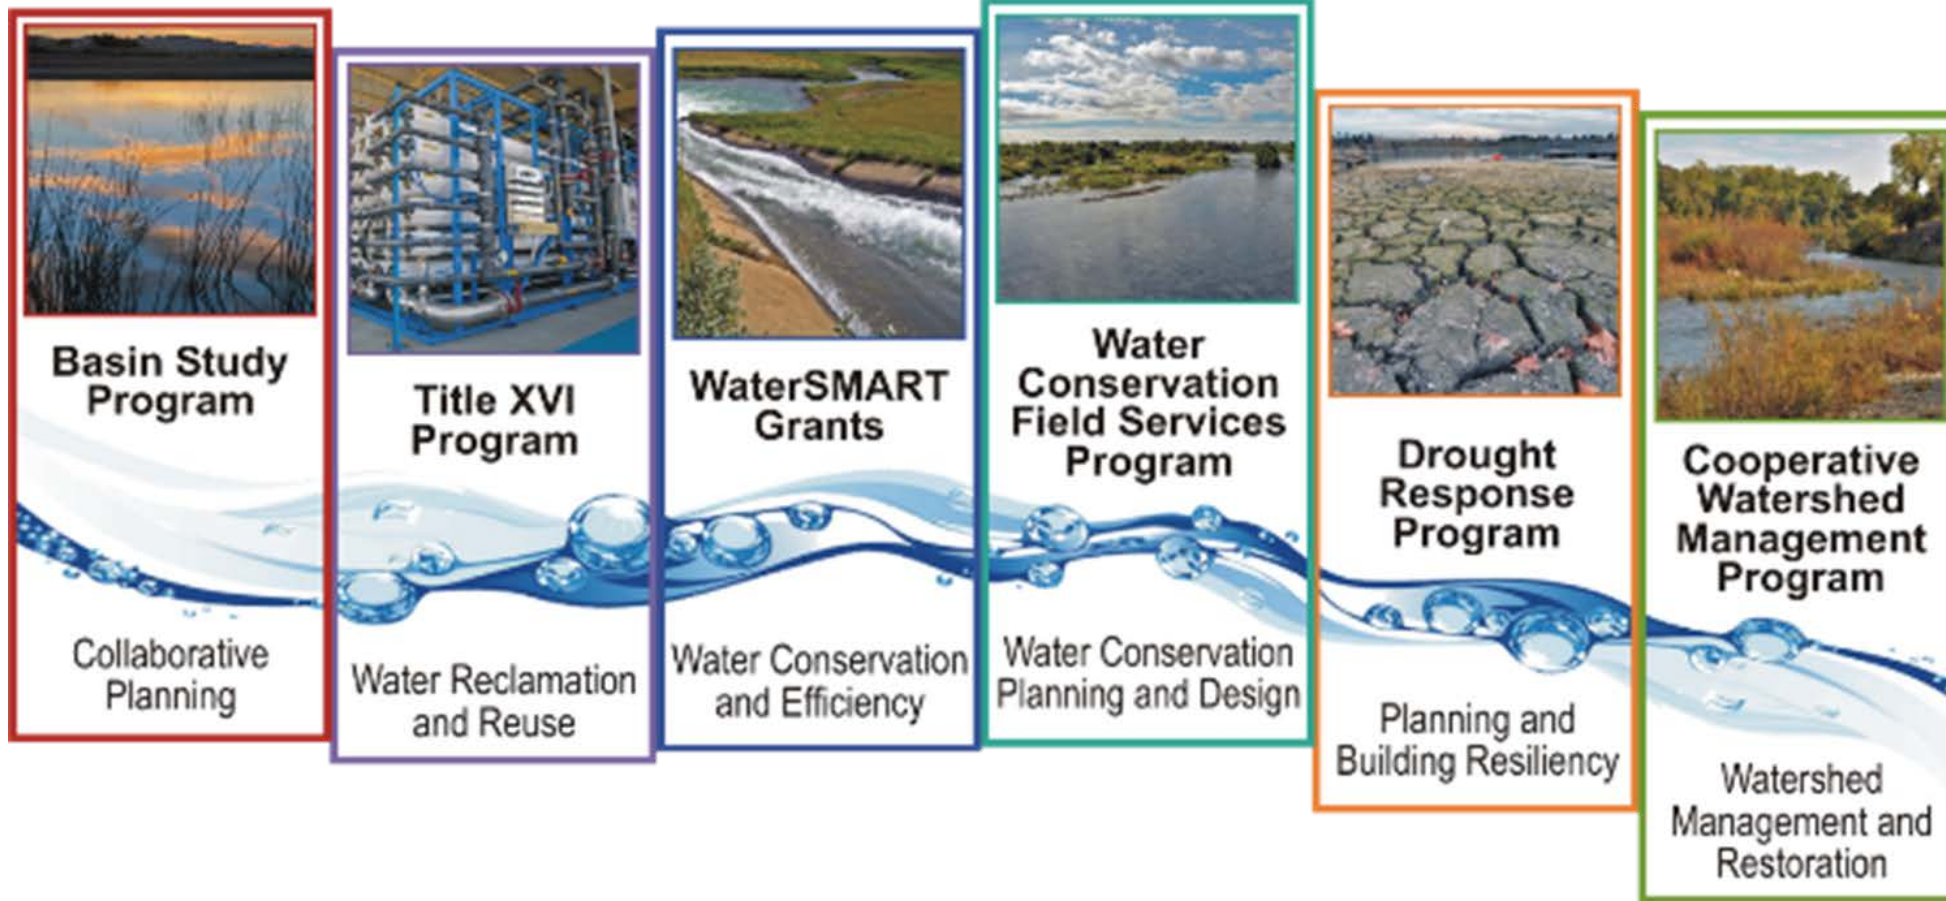 Basin Study
Program
Collaborative
Planning
Title XVI
Program
Water Reclamation
and Reuse
WaterSMART
Grants
Water Conservation
and Efficiency
Water
Conservation
Field Services
Program
Water Conservation
Planning and Design
Drought
Response
Program
Planning and
Building Resiliency
Cooperative
Watershed
Management
Program
Watershed
Management and
Restoration